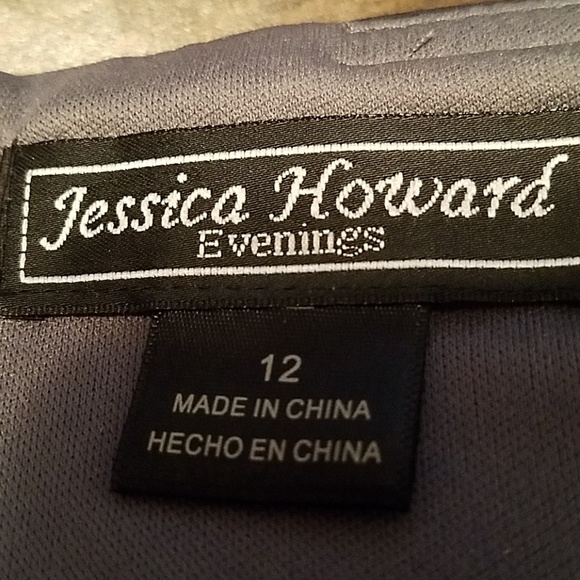 Jessica Howard
Evenings
12
MADE IN CHINA
HECHO EN CHINA